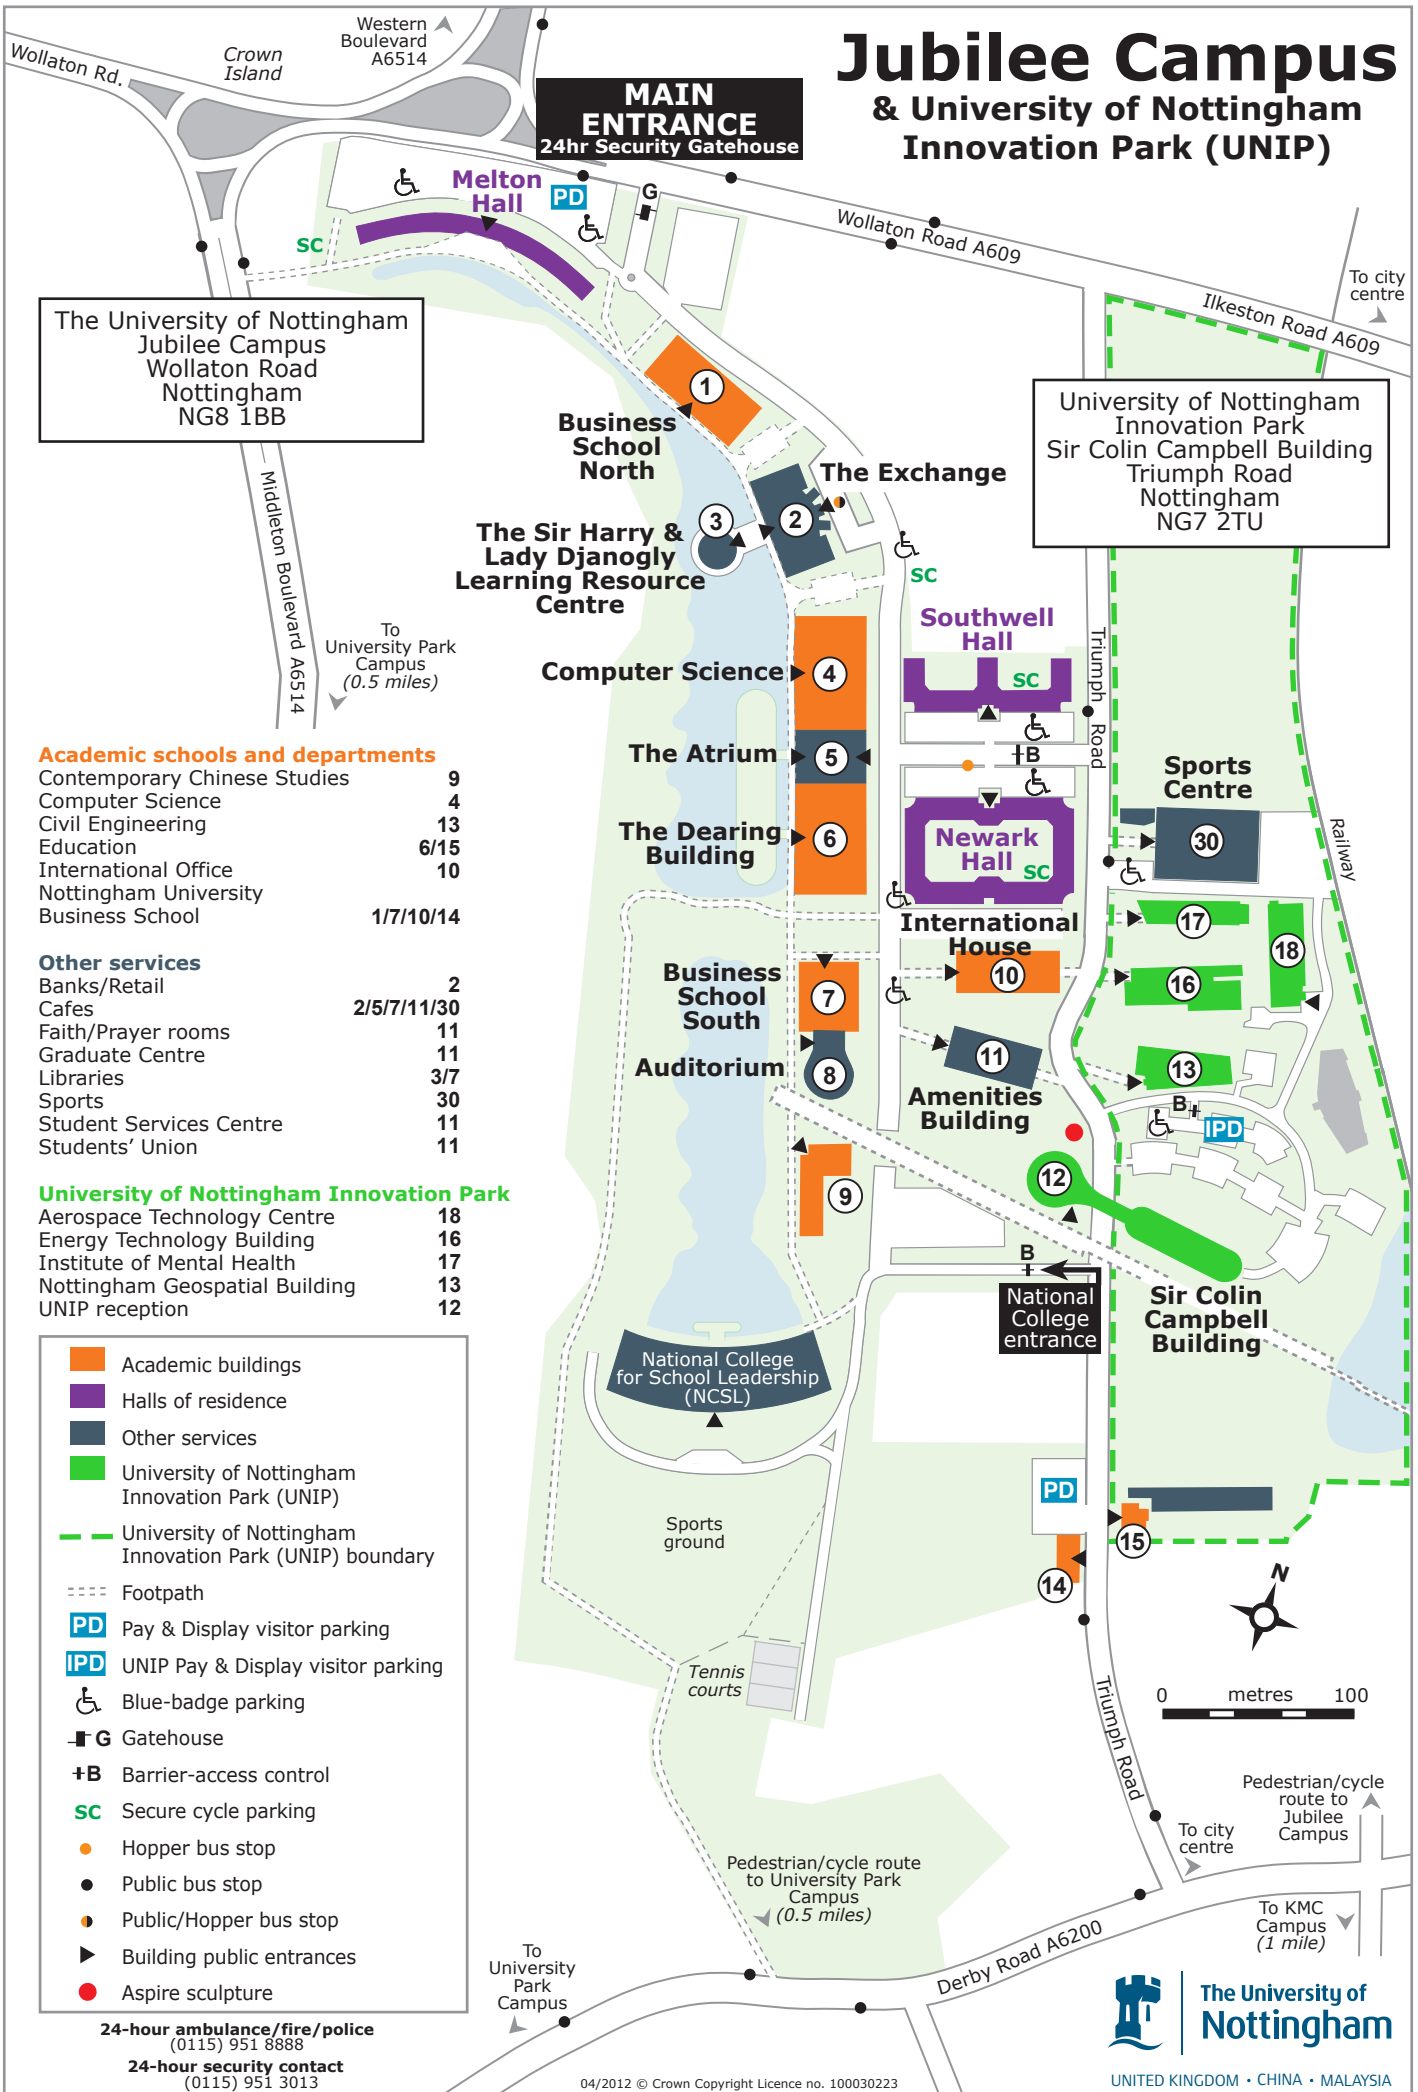 Jubilee Campus
& University of Nottingham
Innovation Park (UNIP)
Western
Boulevard
A6514
Crown
Island
Wollaton Rd.
MAIN
ENTRANCE
24hr Security Gatehouse
Melton
Hall
PD
G
SC
Wollaton Road A609
To city
centre
Ilkeston Road A609
The University of Nottingham
Jubilee Campus
Wollaton Road
Nottingham
NG8 1BB
University of Nottingham
Innovation Park
Sir Colin Campbell Building
Triumph Road
Nottingham
NG7 2TU
1
Business
School
North
The Exchange
2
3
The Sir Harry &
Lady Djanogly
Learning Resource
Centre
SC
Middleton Boulevard A6514
To
University Park
Campus
(0.5 miles)
Southwell
Hall
SC
Triumph Road
Computer Science
4
The Atrium
5
B
Sports
Centre
30
The Dearing
Building
6
Newark
Hall
SC
Railway
International
House
10
17
18
16
Business
School
South
7
Auditorium
8
11
Amenities
Building
13
B
IPD
12
9
B
National
College
entrance
Sir Colin
Campbell
Building
National College
for School Leadership
(NCSL)
PD
Sports
ground
15
14
N
Tennis
courts
0 metres 100
Triumph Road
Pedestrian/cycle
route to
Jubilee
Campus
To city
centre
Pedestrian/cycle route
to University Park
Campus
(0.5 miles)
To KMC
Campus
(1 mile)
Derby Road A6200
To
University
Park
Campus
Academic schools and departments
Contemporary Chinese Studies 9
Computer Science 4
Civil Engineering 13
Education 6/15
International Office 10
Nottingham University
Business School 1/7/10/14
Other services
Banks/Retail 2
Cafes 2/5/7/11/30
Faith/Prayer rooms 11
Graduate Centre 11
Libraries 3/7
Sports 30
Student Services Centre 11
Students' Union 11
University of Nottingham Innovation Park
Aerospace Technology Centre 18
Energy Technology Building 16
Institute of Mental Health 17
Nottingham Geospatial Building 13
UNIP reception 12
Academic buildings
Halls of residence
Other services
University of Nottingham
Innovation Park (UNIP)
University of Nottingham
Innovation Park (UNIP) boundary
Footpath
PD Pay & Display visitor parking
IPD UNIP Pay & Display visitor parking
Blue-badge parking
G Gatehouse
B Barrier-access control
SC Secure cycle parking
Hopper bus stop
Public bus stop
Public/Hopper bus stop
Building public entrances
Aspire sculpture
24-hour ambulance/fire/police
(0115) 951 8888
24-hour security contact
(0115) 951 3013
04/2012 © Crown Copyright Licence no. 100030223
The University of
Nottingham
UNITED KINGDOM • CHINA • MALAYSIA